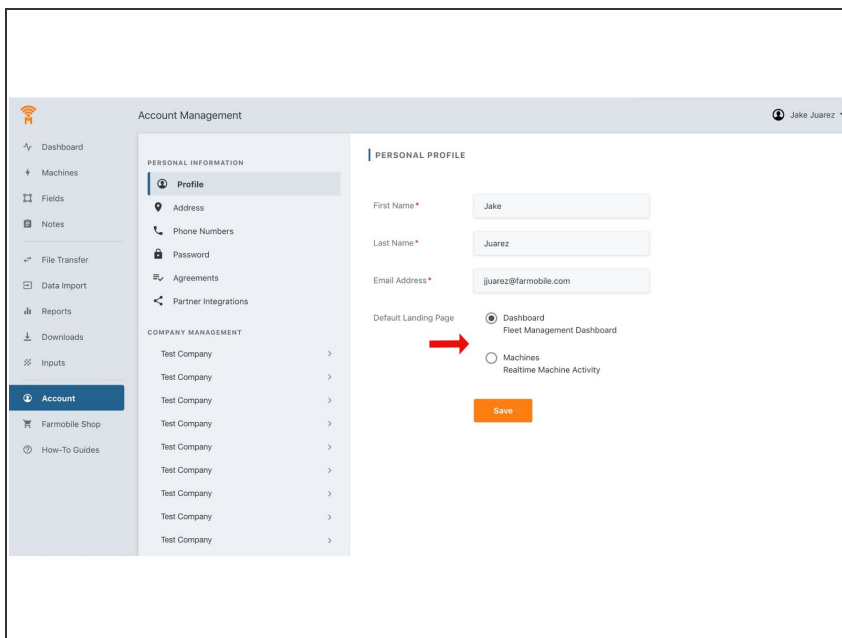 Account Management
Jake Juarez
Dashboard
Machines
Fields
Notes
File Transfer
Data Import
Reports
Downloads
Inputs
Account
Farmobile Shop
How-To Guides
PERSONAL INFORMATION
Profile
Address
Phone Numbers
Password
Agreements
Partner Integrations
COMPANY MANAGEMENT
Test Company
Test Company
Test Company
Test Company
Test Company
Test Company
Test Company
Test Company
Test Company
PERSONAL PROFILE
First Name* Jake
Last Name* Juarez
Email Address* jjuarez@farmobile.com
Default Landing Page Dashboard
Fleet Management Dashboard
Machines
Realtime Machine Activity
Save